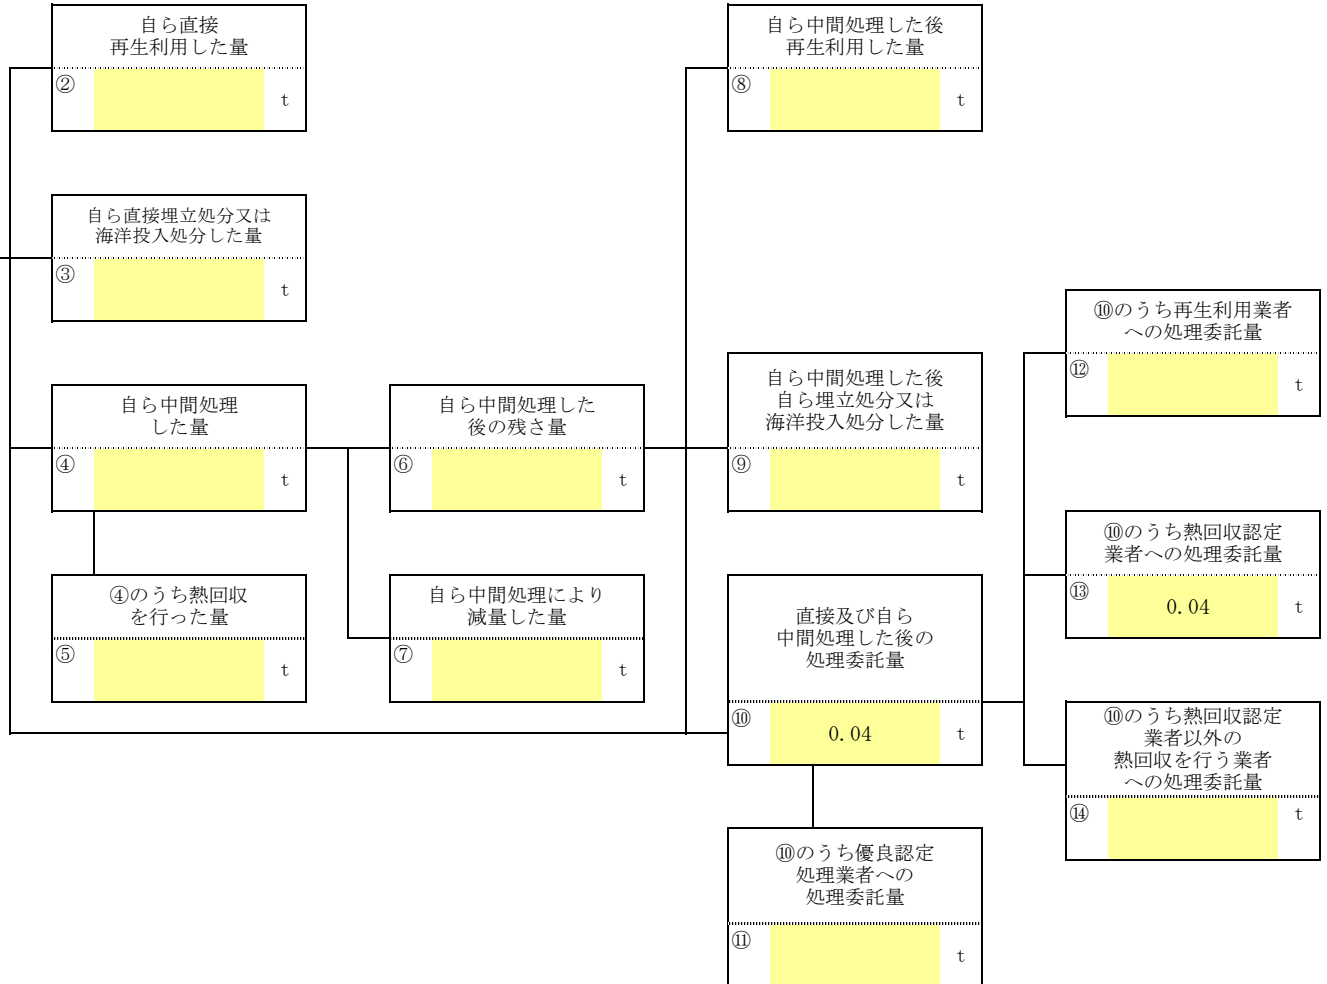 自ら直接
再生利用した量
②
t
自ら中間処理した後
再生利用した量
⑧
t
自ら直接埋立処分又は
海洋投入処分した量
③
t
⑩のうち再生利用業者
への処理委託量
⑫
t
自ら中間処理
した量
④
t
自ら中間処理した
後の残さ量
⑥
t
自ら中間処理した後
自ら埋立処分又は
海洋投入処分した量
⑨
t
⑩のうち熱回収認定
業者への処理委託量
⑬
0.04
t
④のうち熱回収
を行った量
⑤
t
自ら中間処理により
減量した量
⑦
t
直接及び自ら
中間処理した後の
処理委託量
⑩
0.04
t
⑩のうち熱回収認定
業者以外の
熱回収を行う業者
への処理委託量
⑭
t
⑩のうち優良認定
処理業者への
処理委託量
⑪
t